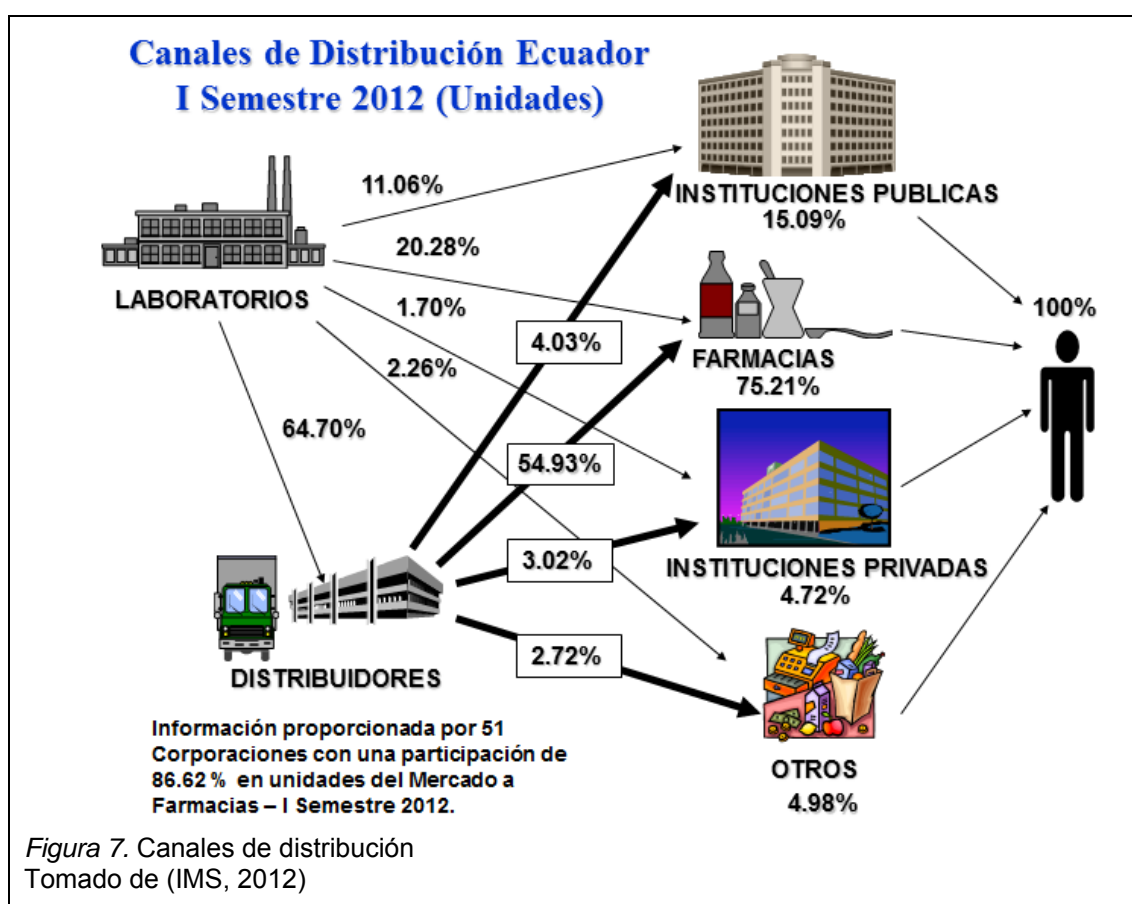 Canales de Distribución Ecuador
I Semestre 2012 (Unidades)
INSTITUCIONES PUBLICAS
15.09%
11.06%
20.28%
LABORATORIOS
1.70%
2.26%
64.70%
4.03%
100%
FARMACIAS
75.21%
54.93%
3.02%
INSTITUCIONES PRIVADAS
4.72%
2.72%
DISTRIBUIDORES
OTROS
4.98%
Información proporcionada por 51
Corporaciones con una participación de
86.62 % en unidades del Mercado a
Farmacias – I Semestre 2012.
Figura 7. Canales de distribución
Tomado de (IMS, 2012)